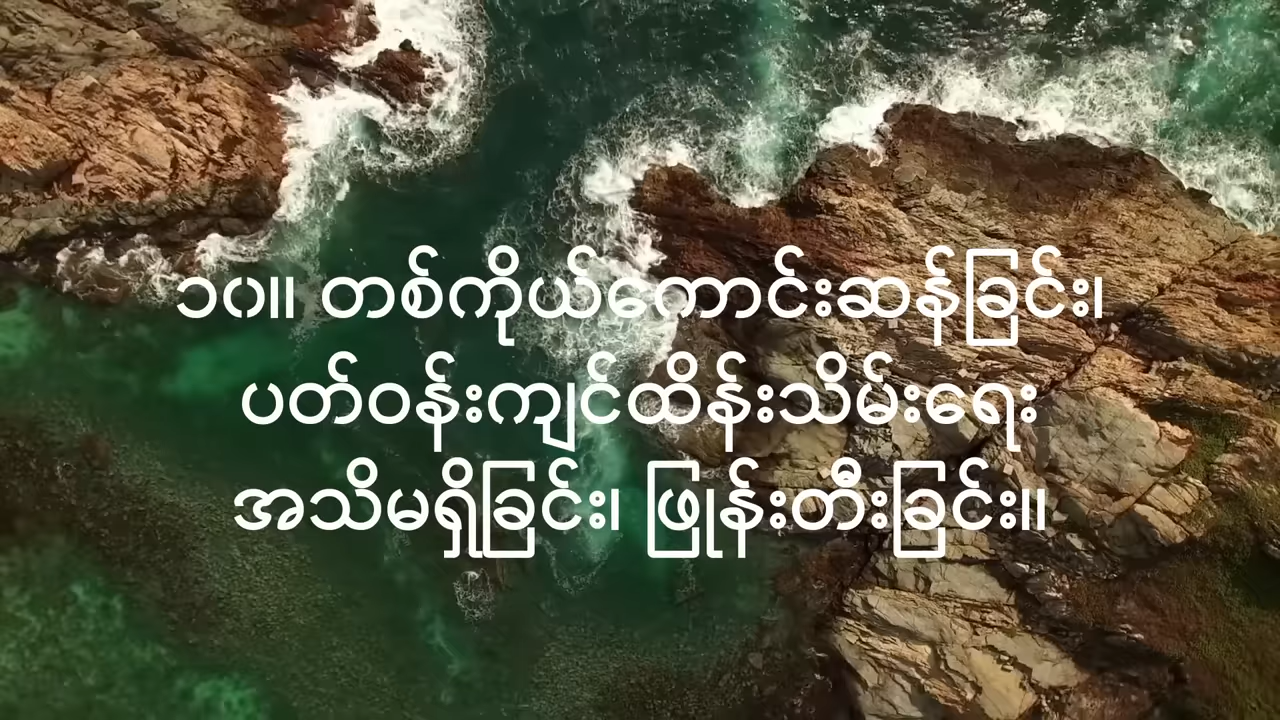 ၁၀။ တစ်ကိုယ်ကောင်းဆန်ခြင်း၊
ပတ်ဝန်းကျင်ထိန်းသိမ်းရေး
အသိမရှိခြင်း၊ ဖြုန်းတီးခြင်း။